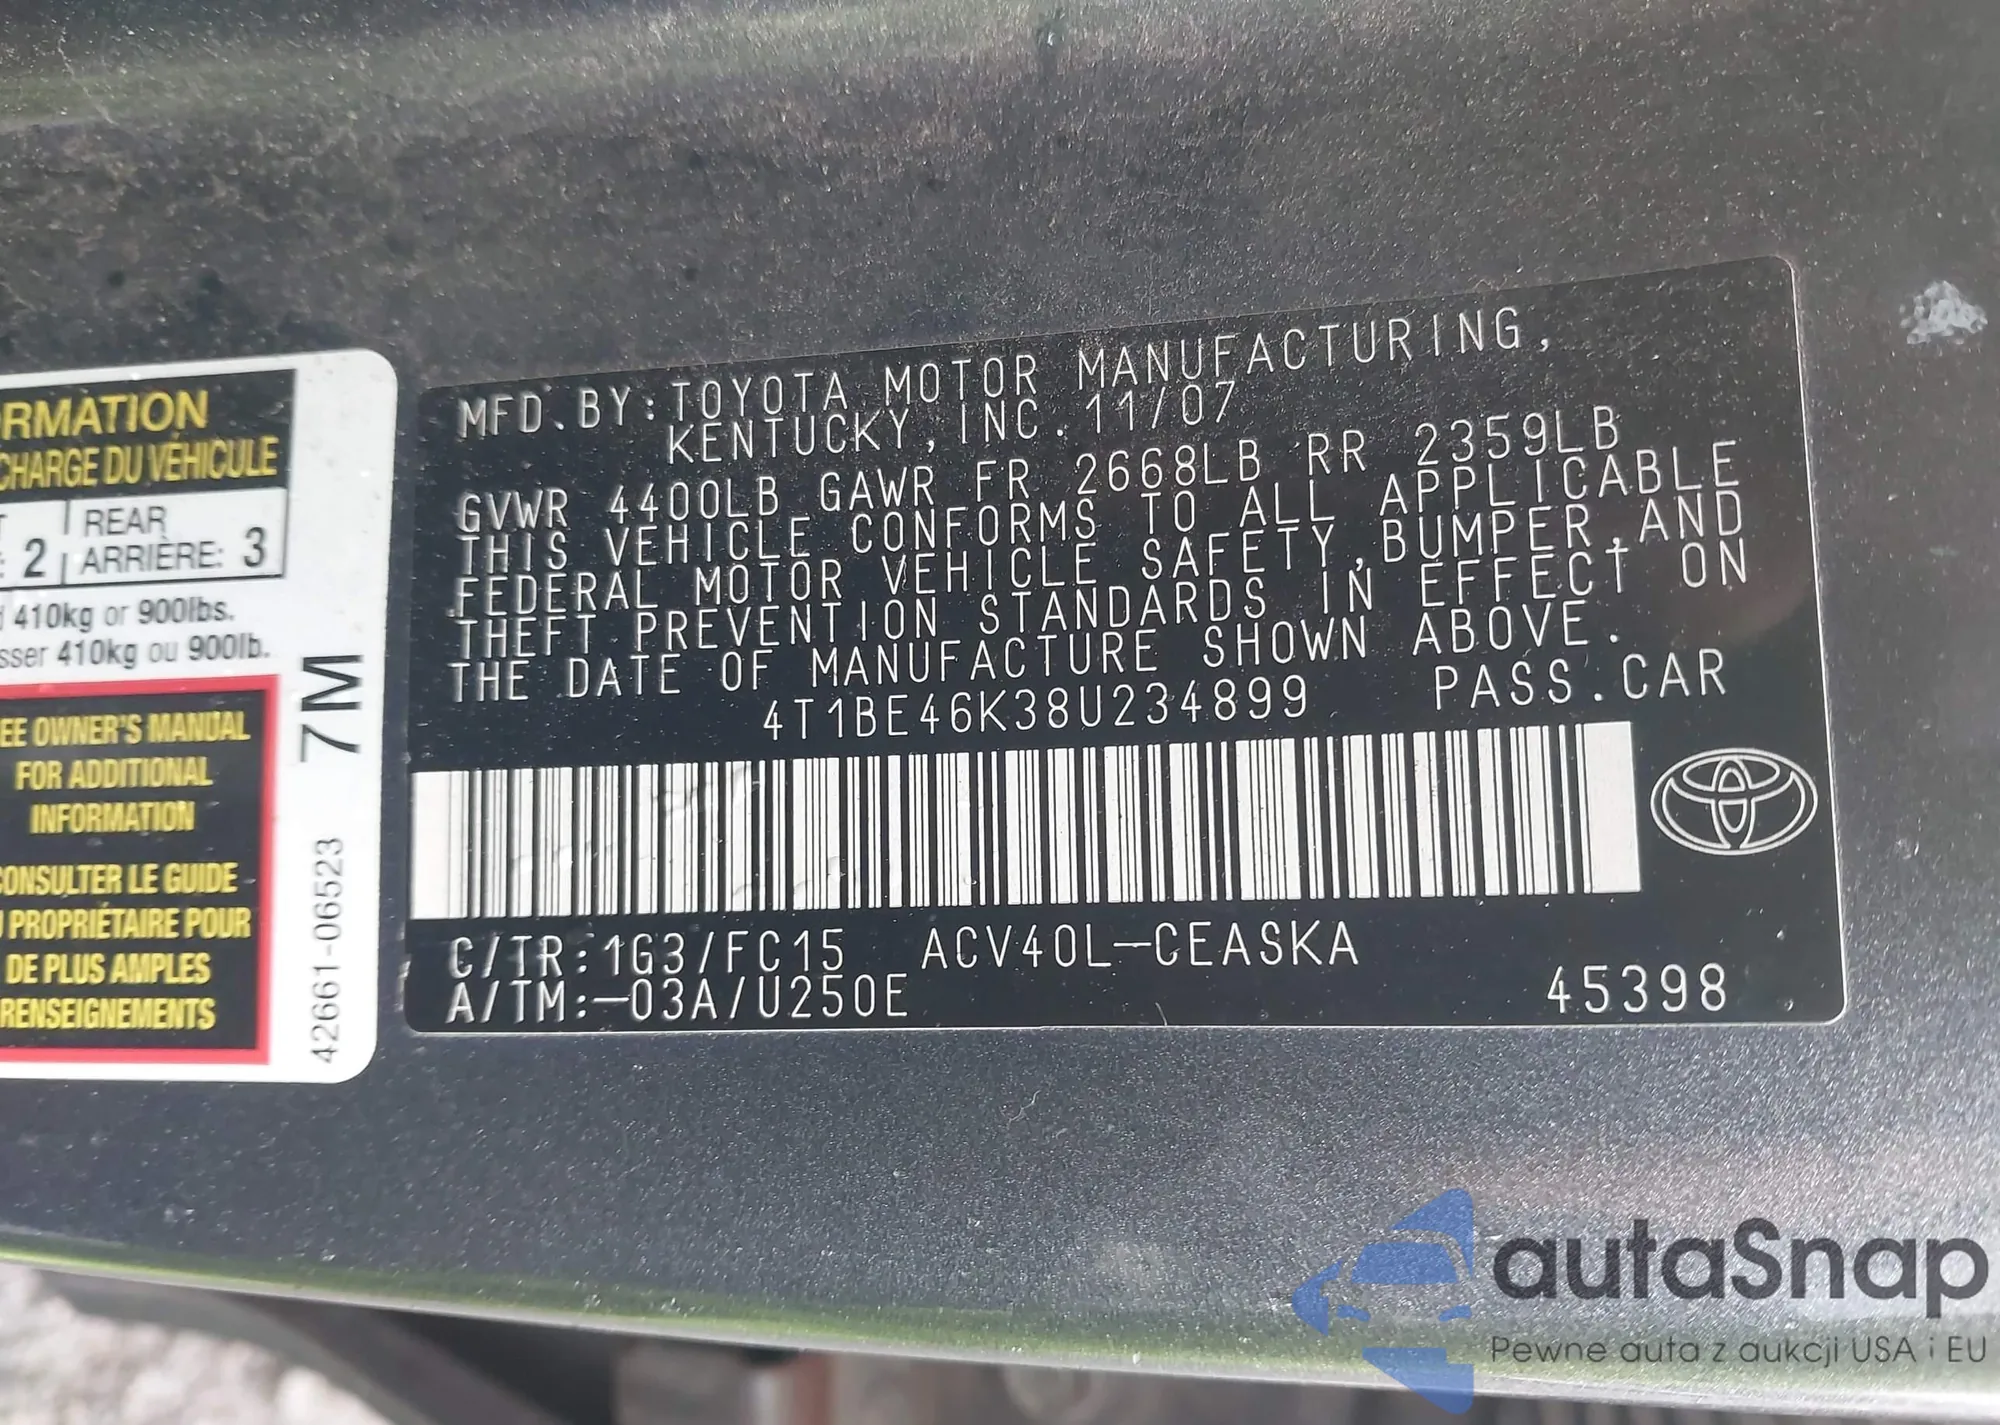 RMATION
CHARGE DU VÉHICULE
2
REAR
ARRIÈRE: 3
410kg or 900lbs.
sser 410kg ou 900lb.
EE OWNER'S MANUAL
FOR ADDITIONAL
INFORMATION
CONSULTER LE GUIDE
U PROPRIÉTAIRE POUR
DE PLUS AMPLES
RENSEIGNEMENTS
7M
42661-06523
MFD.BY:TOYOTA MOTOR MANUFACTURING,
KENTUCKY,INC.11/07
GVWR 4400LB GAWR FR 2668LB RR 2359LB
THIS VEHICLE CONFORMS TO ALL APPLICABLE
FEDERAL MOTOR VEHICLE SAFETY,BUMPER,AND
THEFT PREVENTION STANDARDS IN EFFECT ON
THE DATE OF MANUFACTURE SHOWN ABOVE.
4T1BE46K38U234899 PASS.CAR
C/TR:1G3/FC15 ACV40L-CEASKA
A/TM:-03A/U250E 45398
autaSnap
Pewne auta z aukcji USA i EU